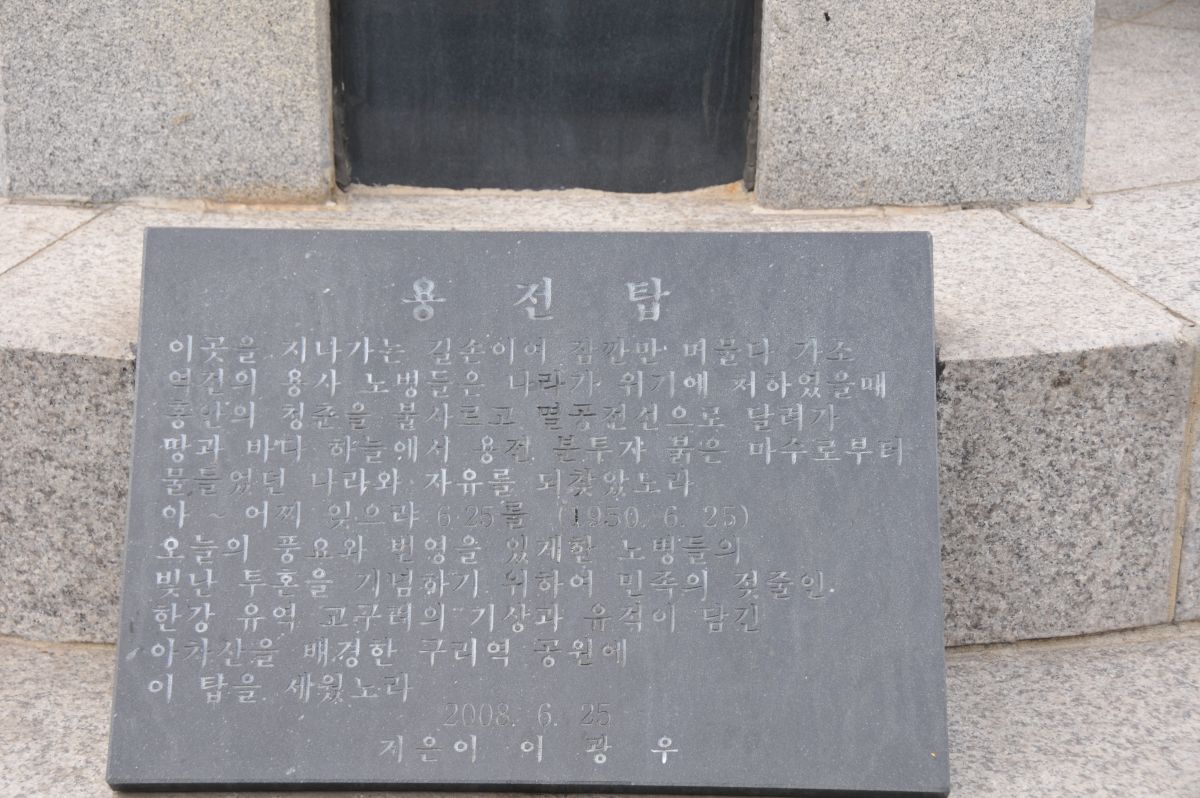 용 전 탑
이곳을 지나가는 길손이여 잠깐만 머물다 가소
역전의 용사 노병들은 나라가 위기에 처하였을때
홍안의 청춘을 불사르고 멸공전선으로 달려가
땅과 바다 하늘에서 용전 분투쟈 붉은 마수로부터
물들었던 나라와 자유를 되찾았노라
아 ~ 어찌 잊으랴 6·25를 (1950. 6. 25)
오늘의 풍요와 번영을 있게한 노병들의
빛난 투혼을 기념하기 위하여 민족의 젖줄인.
한강 유역 고구려의 기상과 유적이 담긴
아차산을 배경한 구리역 공원에
이 탑을 세웠노라
2008. 6. 25
지은이 이 광 우